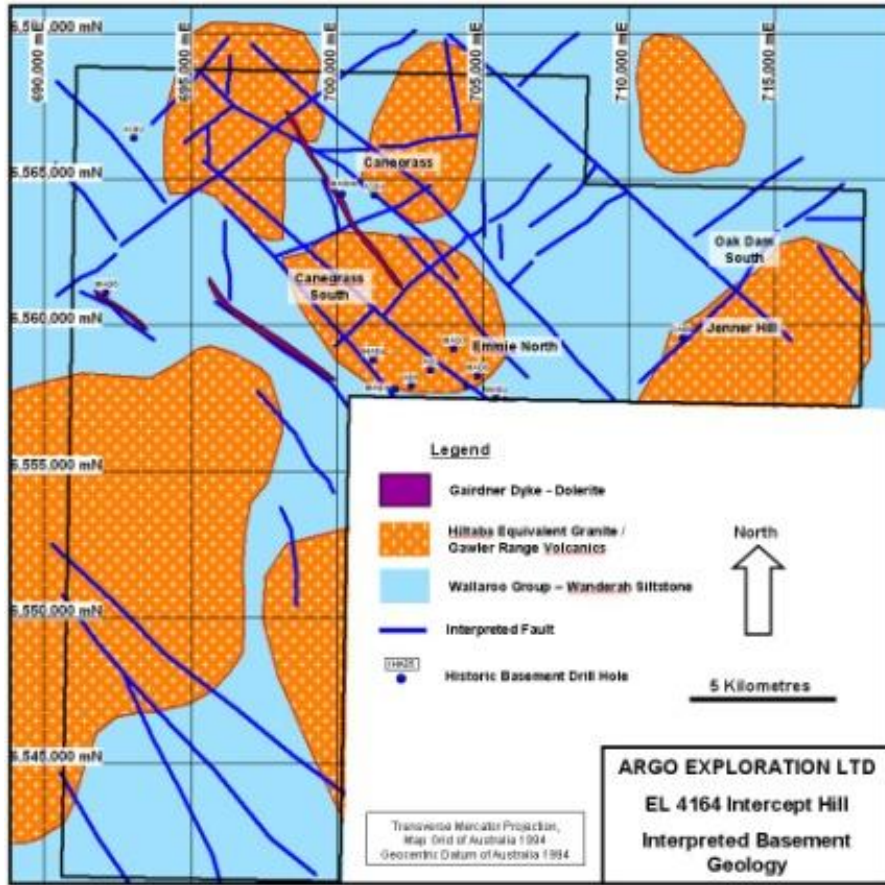 690,000 mE
695,000 mE
700,000 mE
705,000 mE
710,000 mE
715,000 mE
6,565,000 mN
6,560,000 mN
6,555,000 mN
6,550,000 mN
6,545,000 mN
Canegrass
Oak Dam
South
Canegrass
South
Jenner Hill
Emmie North
Legend
Gairdner Dyke – Dolerite
Hiltaba Equivalent Granite /
Gawler Range Volcanics
Wallaroo Group – Wandearah Siltstone
Interpreted Fault
Historic Basement Drill Hole
North
5 Kilometres
Transverse Mercator Projection,
Map Grid of Australia 1994
Geocentric Datum of Australia 1994
ARGO EXPLORATION LTD
EL 4164 Intercept Hill
Interpreted Basement
Geology